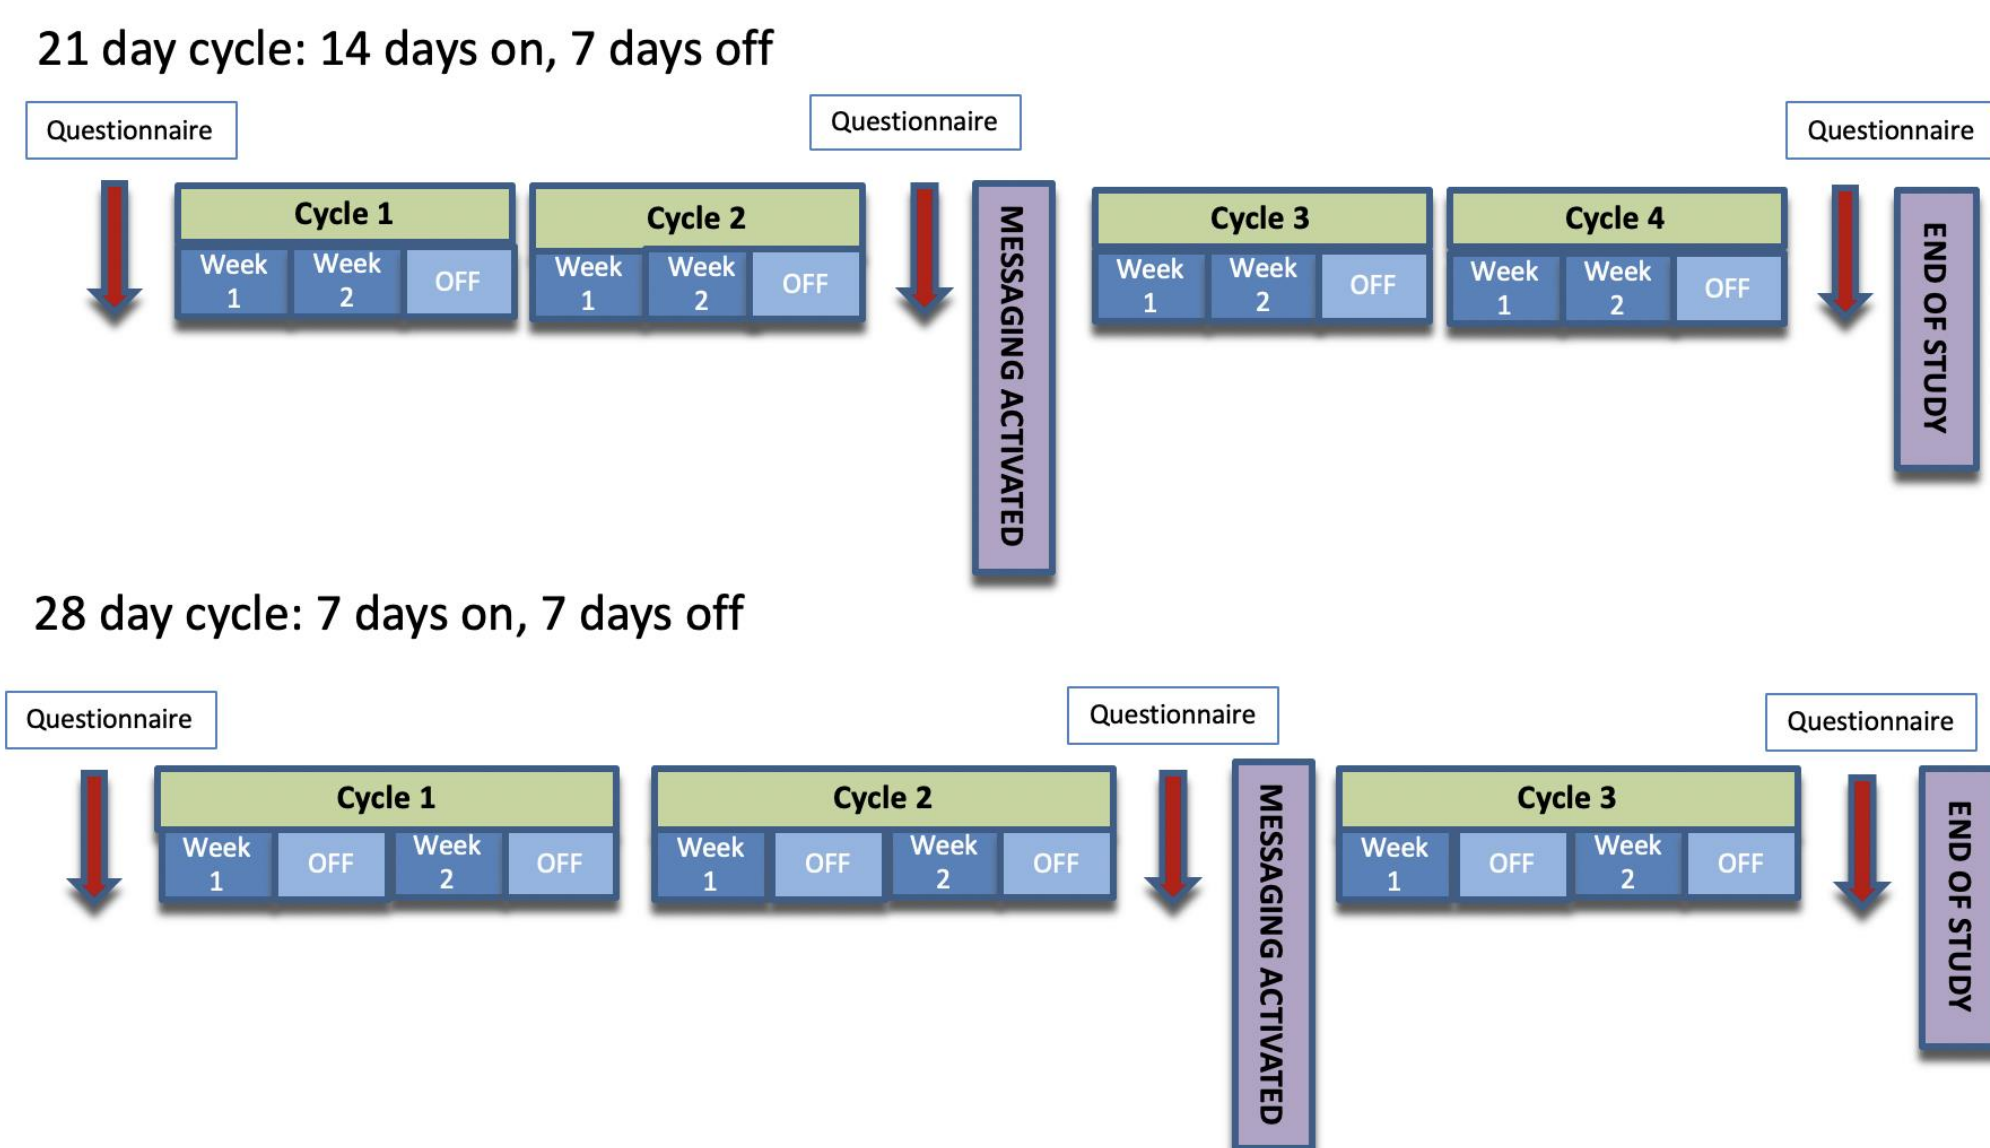 21 day cycle: 14 days on, 7 days off
Questionnaire
Questionnaire
Questionnaire
Cycle 1
Week
1
Week
2
OFF
Cycle 2
Week
1
Week
2
OFF
MESSAGING ACTIVATED
Cycle 3
Week
1
Week
2
OFF
Cycle 4
Week
1
Week
2
OFF
END OF STUDY
28 day cycle: 7 days on, 7 days off
Questionnaire
Questionnaire
Questionnaire
Cycle 1
Week
1
OFF
Week
2
OFF
Cycle 2
Week
1
OFF
Week
2
OFF
MESSAGING ACTIVATED
Cycle 3
Week
1
OFF
Week
2
OFF
END OF STUDY